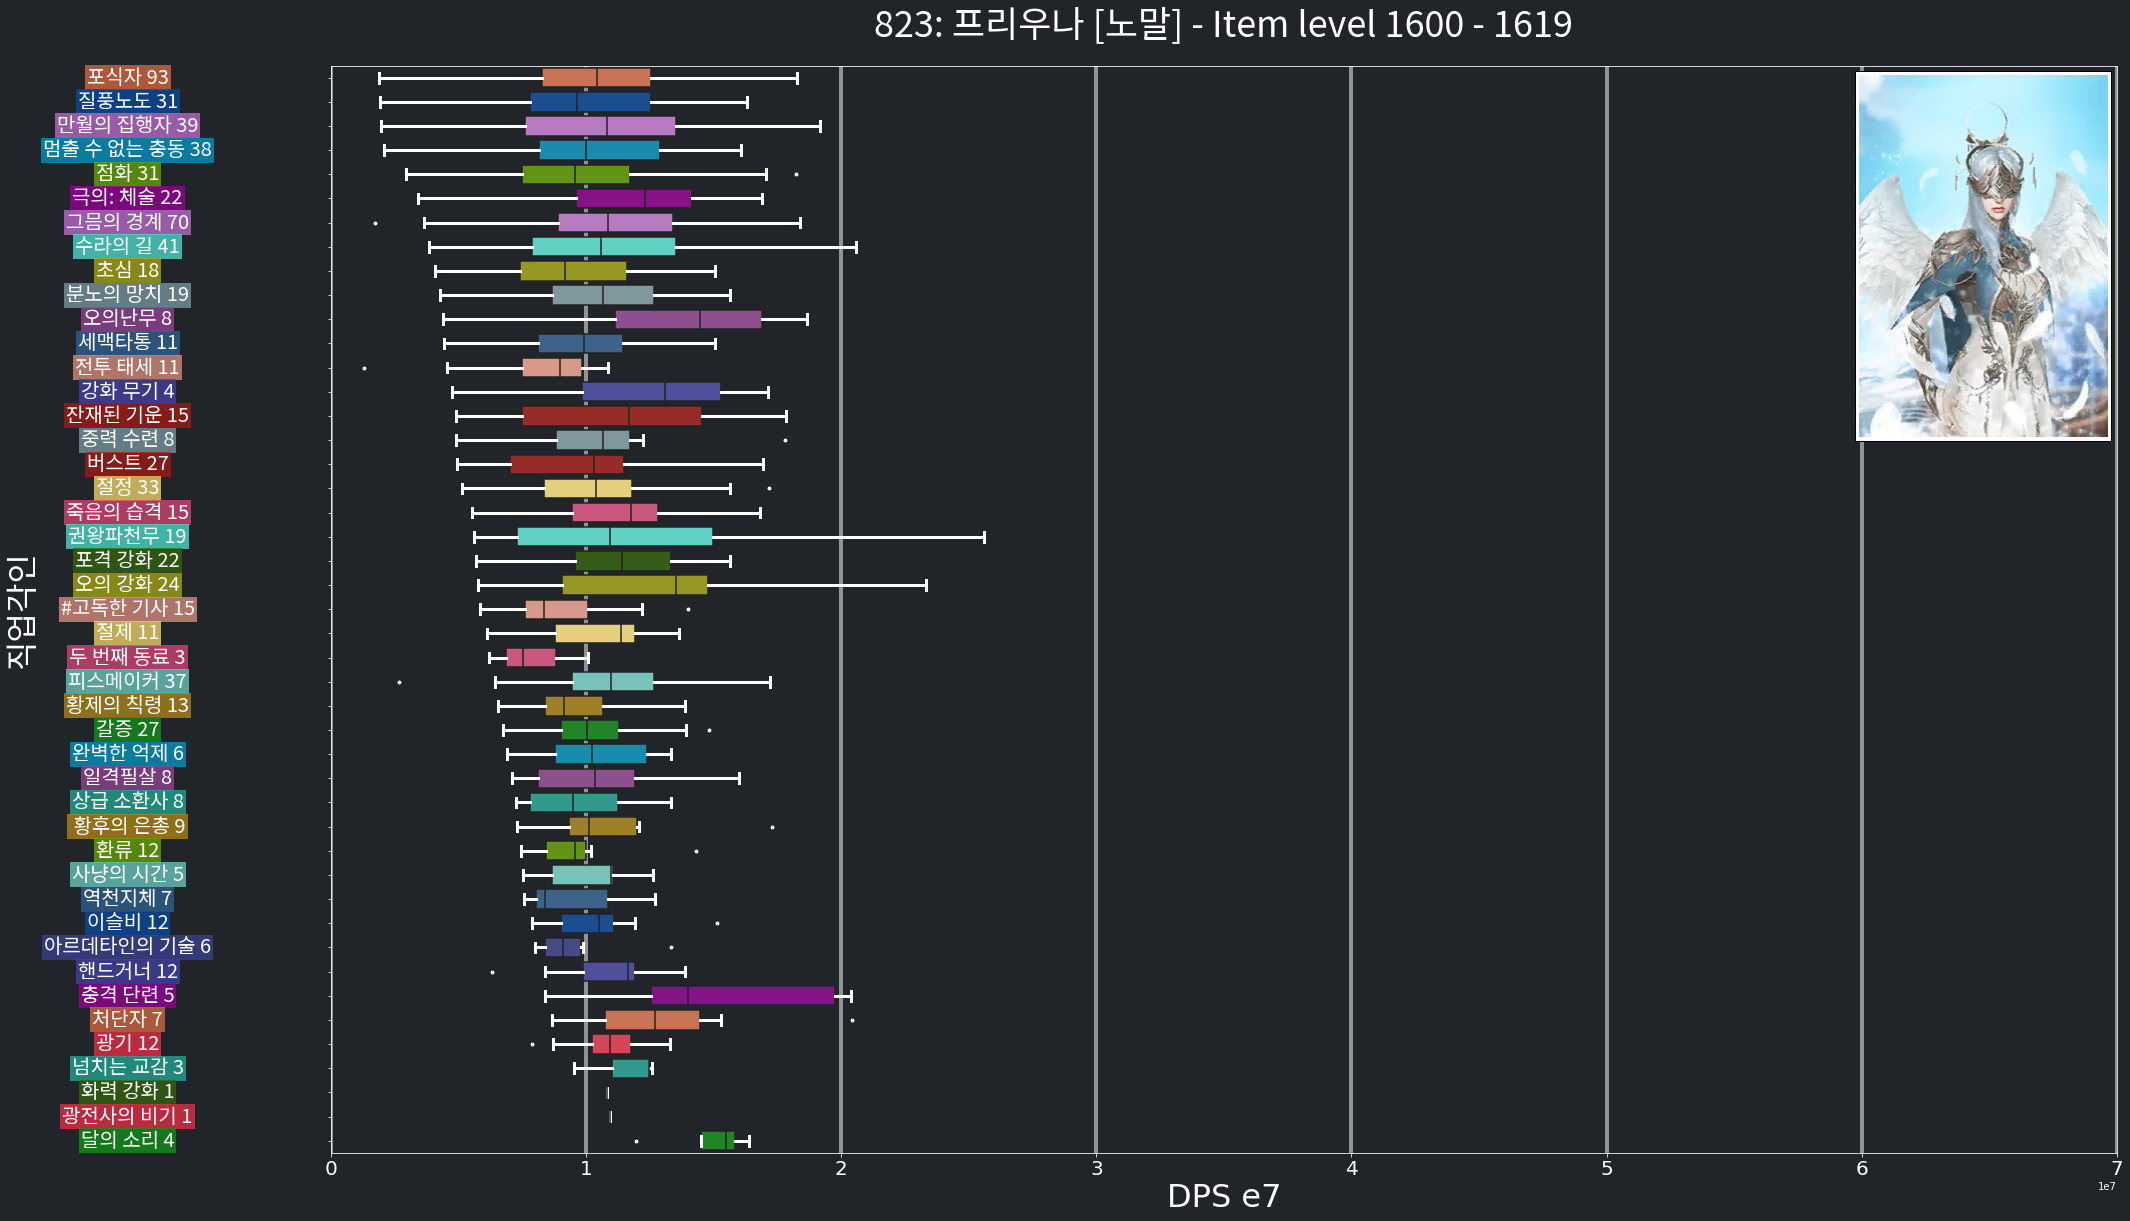 823: 프리우나 [노말] - Item level 1600 - 1619
직업각인
포식자 93
질풍노도 31
만월의 집행자 39
멈출 수 없는 충동 38
점화 31
극의: 체술 22
그믐의 경계 70
수라의 길 41
초심 18
분노의 망치 19
오의난무 8
세맥타통 11
전투 태세 11
강화 무기 4
잔재된 기운 15
중력 수련 8
버스트 27
절정 33
죽음의 습격 15
권왕파천무 19
포격 강화 22
오의 강화 24
#고독한 기사 15
절제 11
두 번째 동료 3
피스메이커 37
황제의 칙령 13
갈증 27
완벽한 억제 6
일격필살 8
상급 소환사 8
황후의 은총 9
환류 12
사냥의 시간 5
역천지체 7
이슬비 12
아르데타인의 기술 6
핸드거너 12
충격 단련 5
처단자 7
광기 12
넘치는 교감 3
화력 강화 1
광전사의 비기 1
달의 소리 4
0 1 2 3 4 5 6 7
1e7
DPS e7